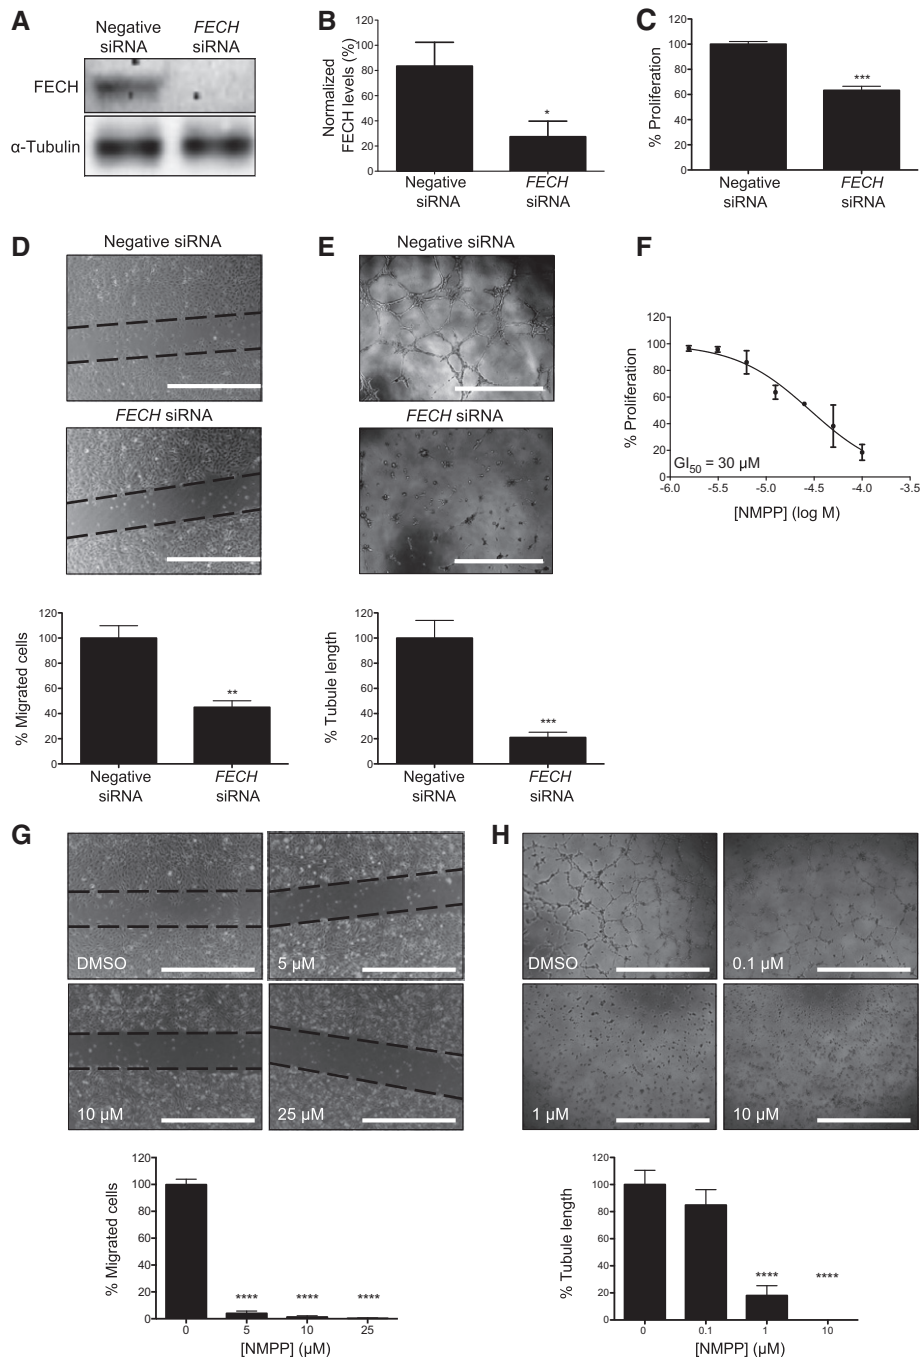 A
Negative
siRNA
FECH
siRNA
FECH
α-Tubulin
B
Normalized
FECH levels (%)
120
100
80
60
40
20
0
*
Negative
siRNA
FECH
siRNA
C
% Proliferation
120
100
80
60
40
20
0
***
Negative
siRNA
FECH
siRNA
D
Negative siRNA
FECH siRNA
% Migrated cells
120
100
80
60
40
20
0
**
Negative
siRNA
FECH
siRNA
E
Negative siRNA
FECH siRNA
% Tubule length
120
100
80
60
40
20
0
***
Negative
siRNA
FECH
siRNA
F
% Proliferation
120
100
80
60
40
20
0
GI50 = 30 µM
-6.0 -5.5 -5.0 -4.5 -4.0 -3.5
[NMPP] (log M)
G
DMSO
5 µM
10 µM
25 µM
% Migrated cells
120
100
80
60
40
20
0
**** **** ****
0 5 10 25
[NMPP] (µM)
H
DMSO
0.1 µM
1 µM
10 µM
% Tubule length
120
100
80
60
40
20
0
**** ****
0 0.1 1 10
[NMPP] (µM)